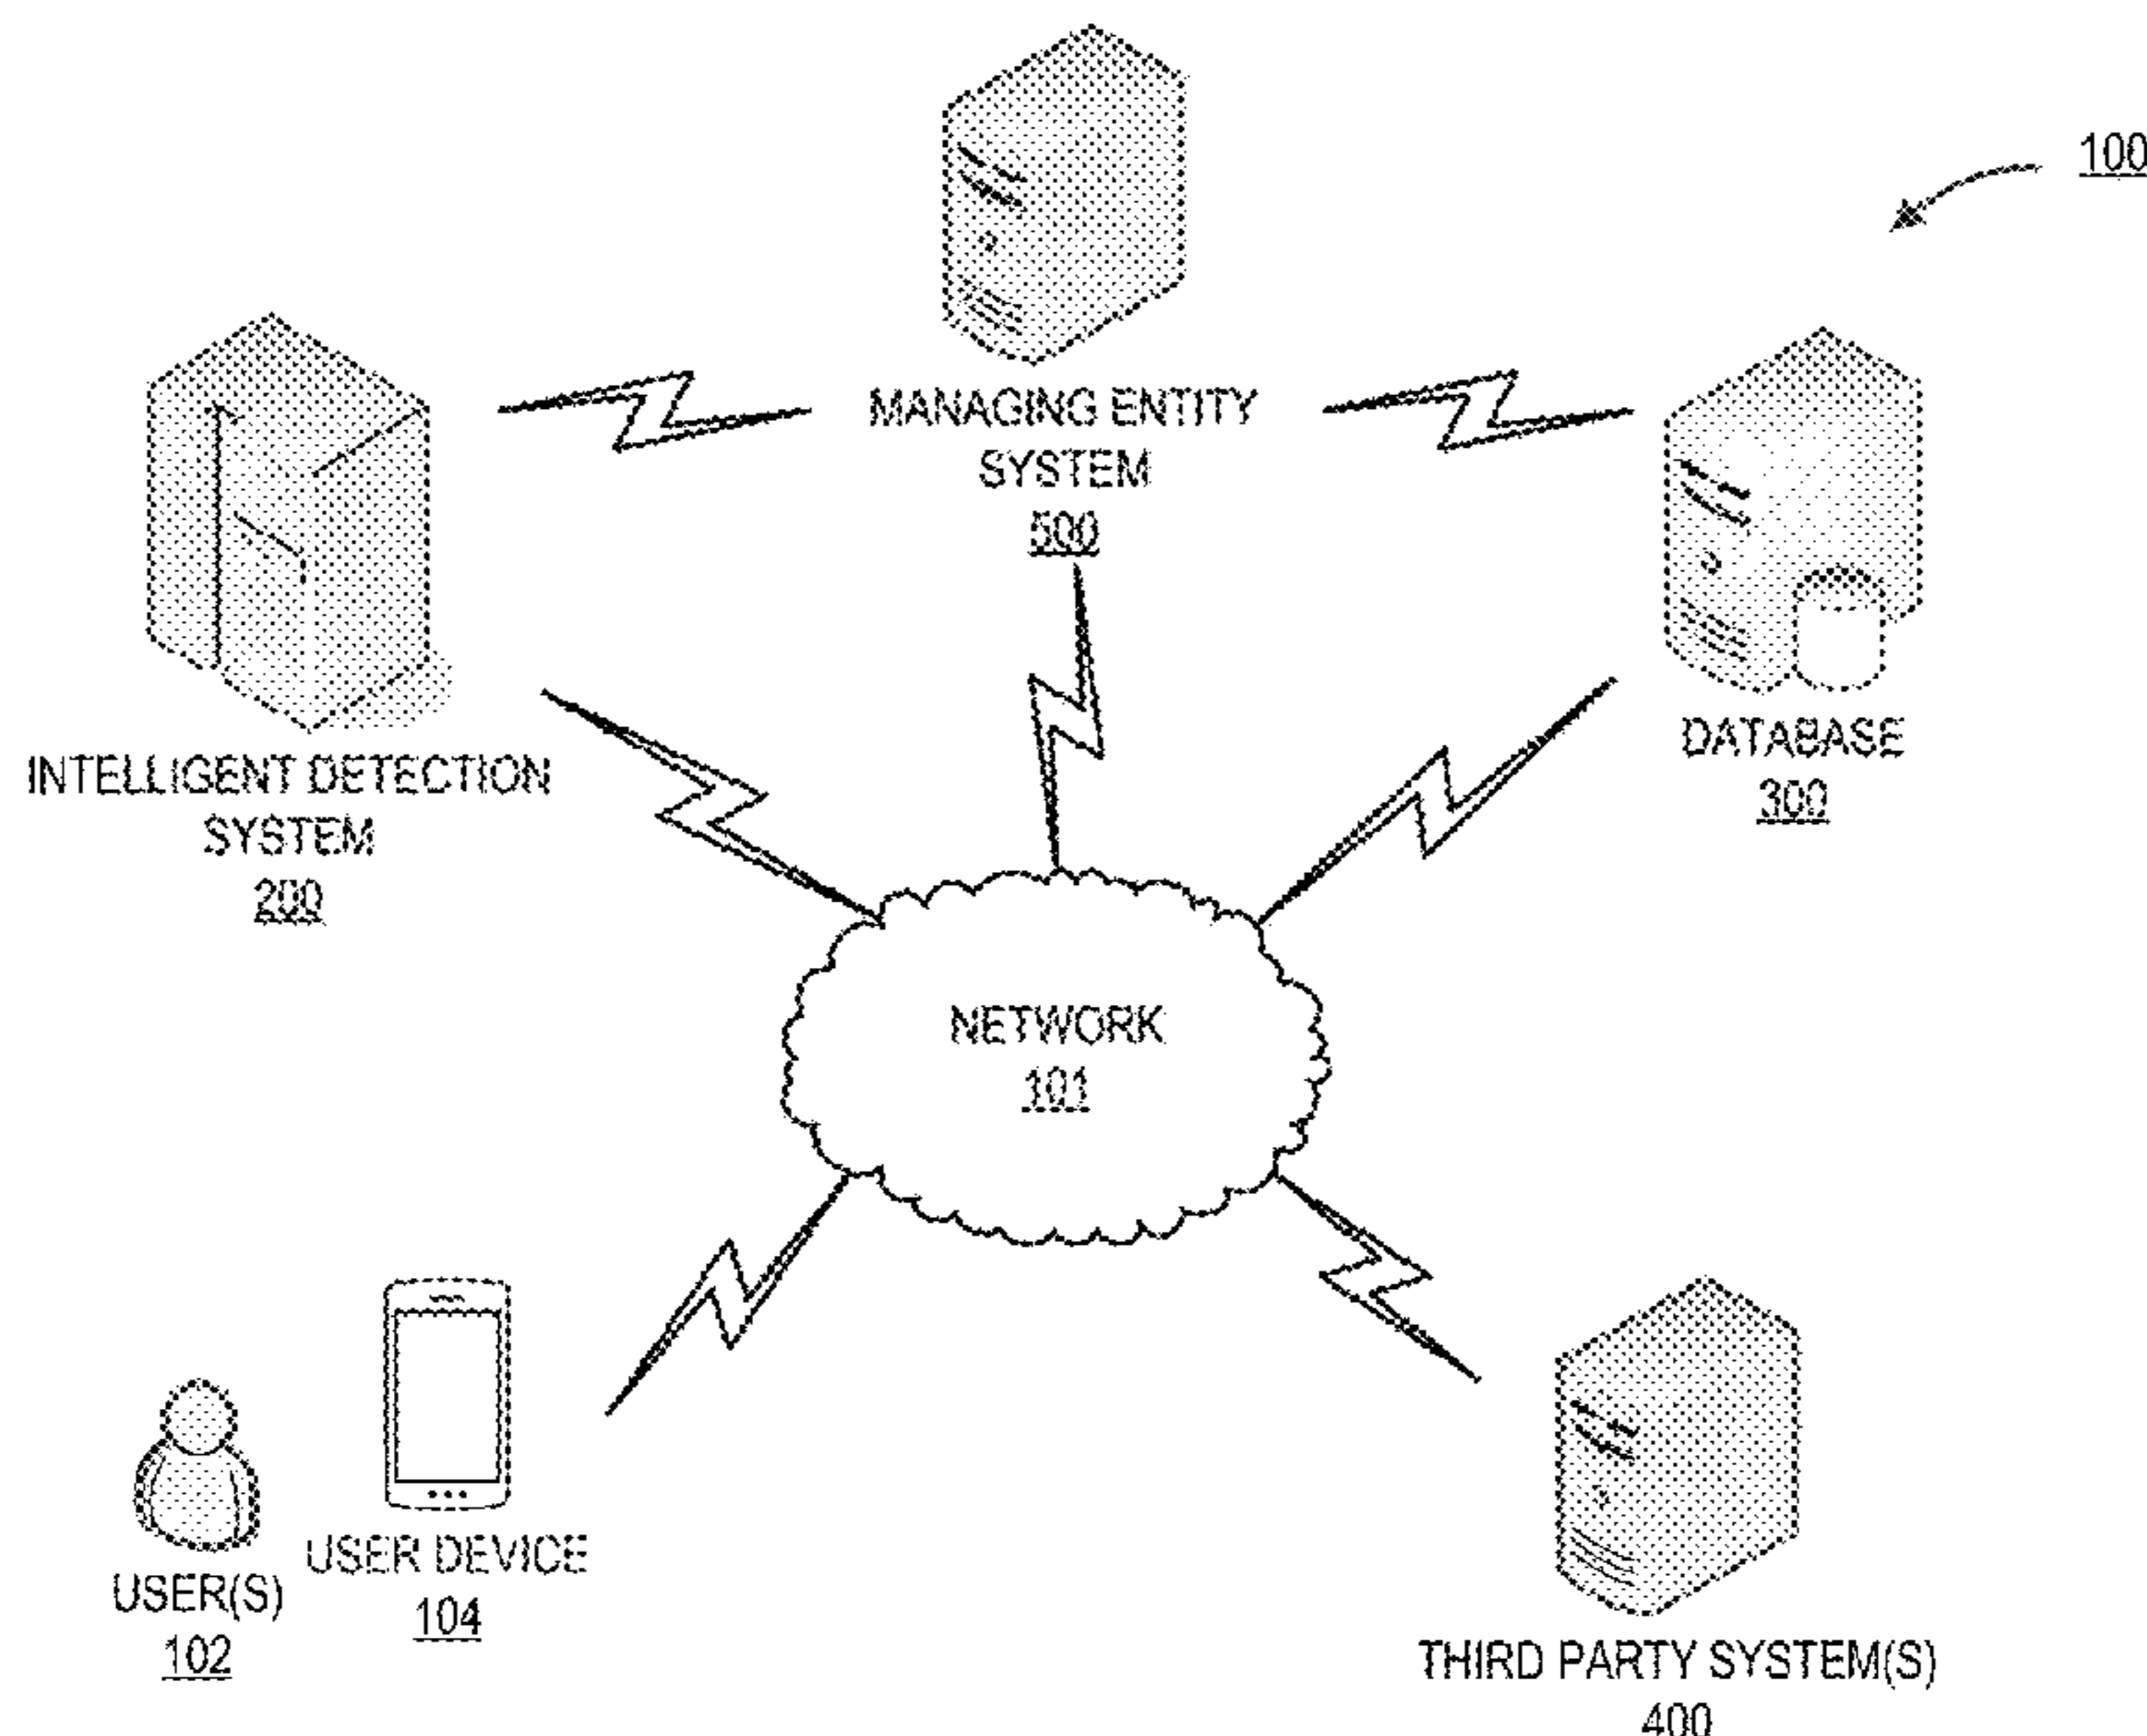 100
MANAGING ENTITY
SYSTEM
500
INTELLIGENT DETECTION
SYSTEM
200
DATABASE
300
NETWORK
101
USER DEVICE
104
USER(S)
102
THIRD PARTY SYSTEM(S)
400